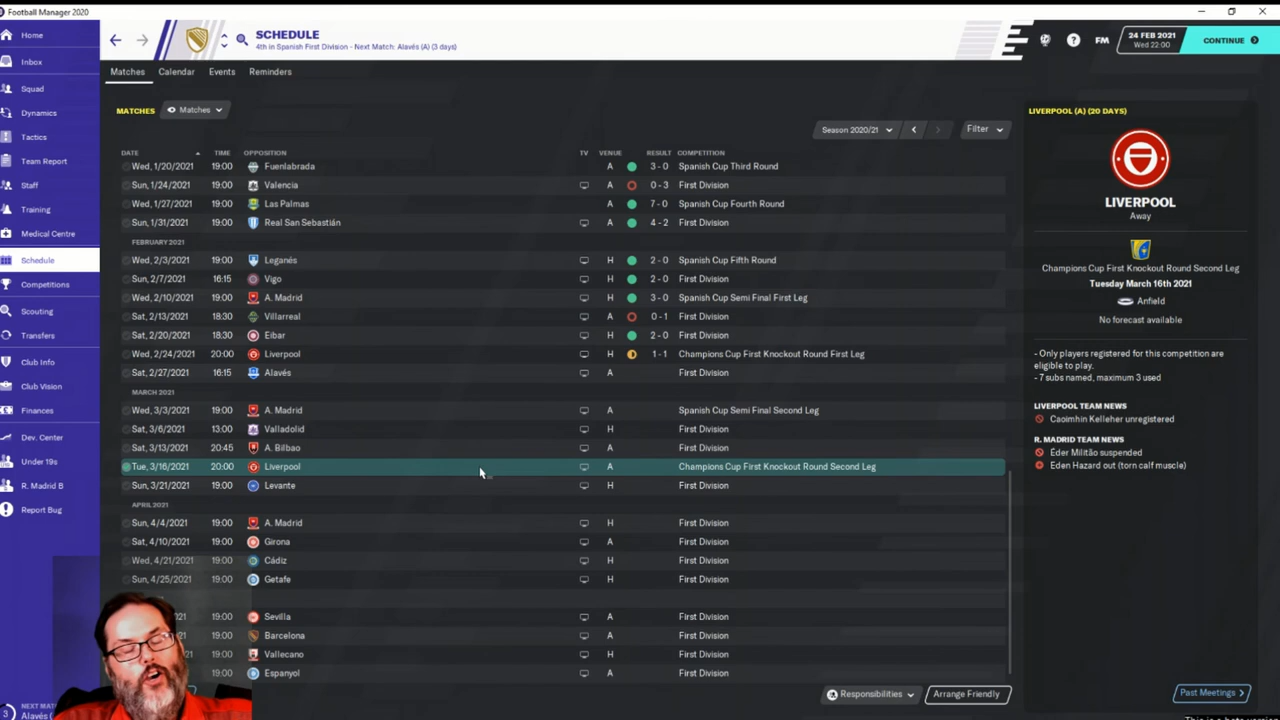 Football Manager 2020
Home
Inbox
Squad
Dynamics
Tactics
Team Report
Staff
Training
Medical Centre
Schedule
Competitions
Scouting
Transfers
Club Info
Club Vision
Finances
Dev. Center
Under 19s
R. Madrid B
Report Bug
3 NEXT MAT
Alavés (
SCHEDULE
4th in Spanish First Division - Next Match: Alavés (A) (3 days)
FM
24 FEB 2021
Wed 22:00
CONTINUE
Matches Calendar Events Reminders
MATCHES Matches
Season 2020/21 Filter
DATE TIME OPPOSITION TV VENUE RESULT COMPETITION
Wed, 1/20/2021 19:00 Fuenlabrada A 3 - 0 Spanish Cup Third Round
Sun, 1/24/2021 19:00 Valencia A 0 - 3 First Division
Wed, 1/27/2021 19:00 Las Palmas A 7 - 0 Spanish Cup Fourth Round
Sun, 1/31/2021 19:00 Real San Sebastián A 4 - 2 First Division
FEBRUARY 2021
Wed, 2/3/2021 19:00 Leganés H 2 - 0 Spanish Cup Fifth Round
Sun, 2/7/2021 16:15 Vigo H 2 - 0 First Division
Wed, 2/10/2021 19:00 A. Madrid H 3 - 0 Spanish Cup Semi Final First Leg
Sat, 2/13/2021 18:30 Villarreal A 0 - 1 First Division
Sat, 2/20/2021 18:30 Eibar H 2 - 0 First Division
Wed, 2/24/2021 20:00 Liverpool H 1 - 1 Champions Cup First Knockout Round First Leg
Sat, 2/27/2021 16:15 Alavés A First Division
MARCH 2021
Wed, 3/3/2021 19:00 A. Madrid A Spanish Cup Semi Final Second Leg
Sat, 3/6/2021 13:00 Valladolid H First Division
Sat, 3/13/2021 20:45 A. Bilbao A First Division
Tue, 3/16/2021 20:00 Liverpool A Champions Cup First Knockout Round Second Leg
Sun, 3/21/2021 19:00 Levante H First Division
APRIL 2021
Sun, 4/4/2021 19:00 A. Madrid H First Division
Sat, 4/10/2021 19:00 Girona A First Division
Wed, 4/21/2021 19:00 Cádiz H First Division
Sun, 4/25/2021 19:00 Getafe H First Division
19:00 Sevilla A First Division
19:00 Barcelona A First Division
19:00 Vallecano H First Division
19:00 Espanyol A First Division
Responsibilities Arrange Friendly
LIVERPOOL (A) (20 DAYS)
LIVERPOOL
Away
Champions Cup First Knockout Round Second Leg
Tuesday March 16th 2021
Anfield
No forecast available
- Only players registered for this competition are
eligible to play.
- 7 subs named, maximum 3 used
LIVERPOOL TEAM NEWS
Caoimhin Kelleher unregistered
R. MADRID TEAM NEWS
Éder Militão suspended
Eden Hazard out (torn calf muscle)
Past Meetings